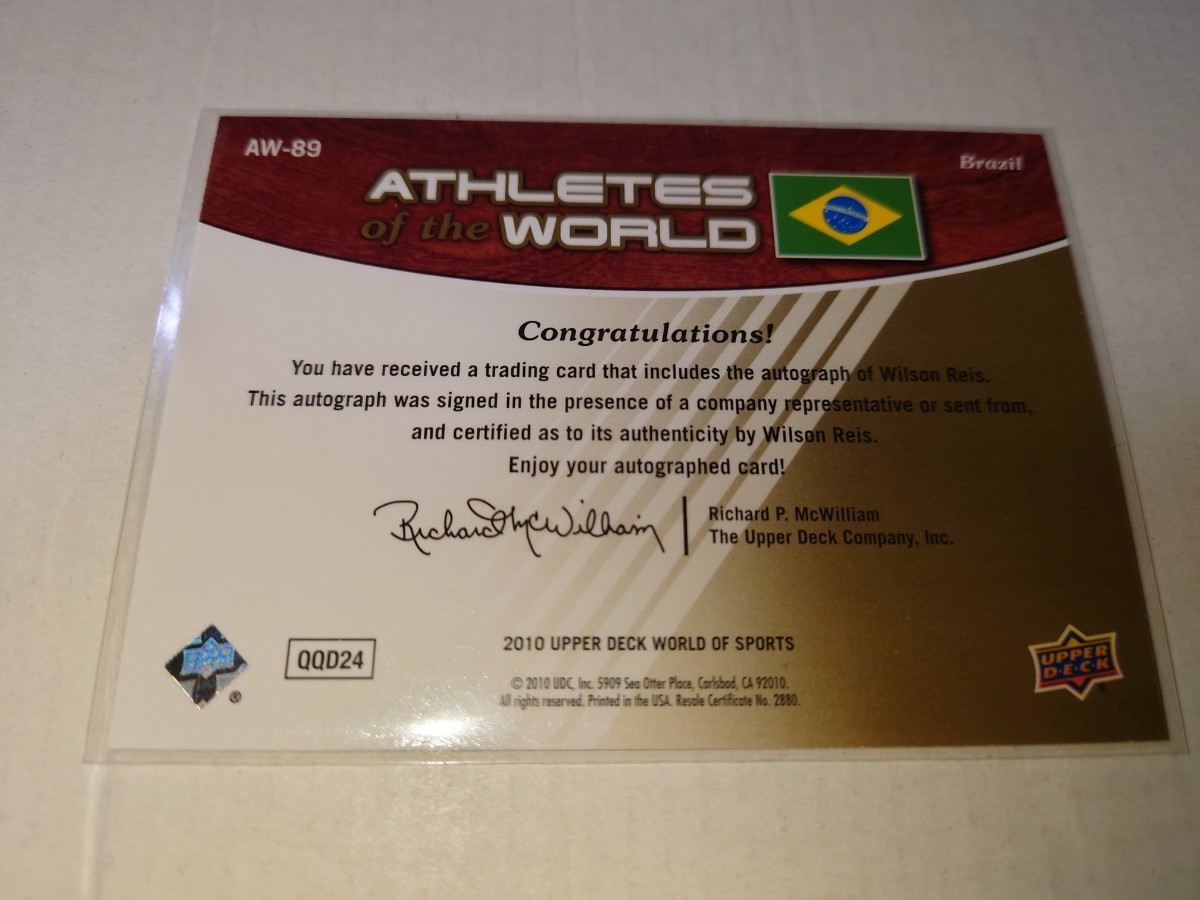 AW-89
Brazil
ATHLETES
of the WORLD
Congratulations!
You have received a trading card that includes the autograph of Wilson Reis.
This autograph was signed in the presence of a company representative or sent from,
and certified as to its authenticity by Wilson Reis.
Enjoy your autographed card!
Richard McWilliam
Richard P. McWilliam
The Upper Deck Company, Inc.
QQD24
®
2010 UPPER DECK WORLD OF SPORTS
© 2010 UDC, Inc. 5909 Sea Otter Place, Carlsbad, CA 92010.
All rights reserved. Printed in the USA. Resale Certificate No. 2880.
UPPER
DECK